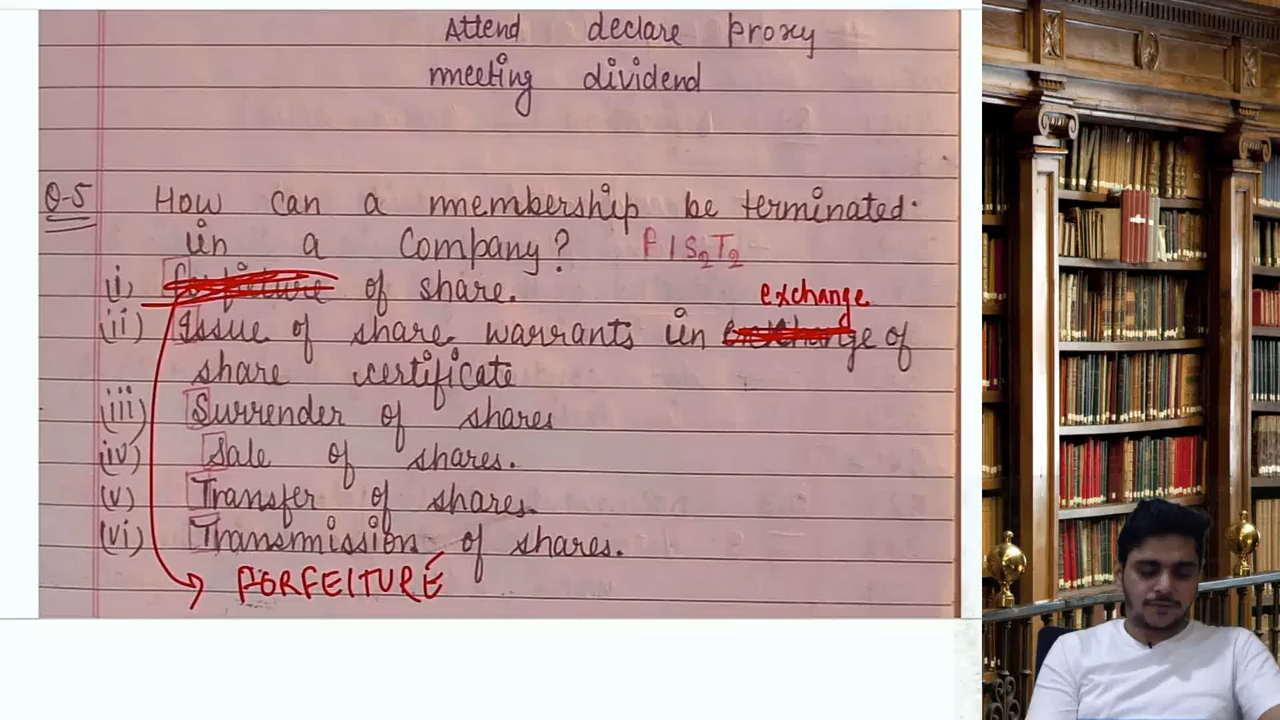 Attend declare proxy
meeting dividend
Q-5 How can a membership be terminated.
in a Company? F I S2T2
(i) of share.
exchange
(ii) Issue of share warrants in of
share certificate
(iii) Surrender of shares
(iv) Sale of shares.
(v) Transfer of shares.
(vi) Transmission of shares.
FORFEITURE